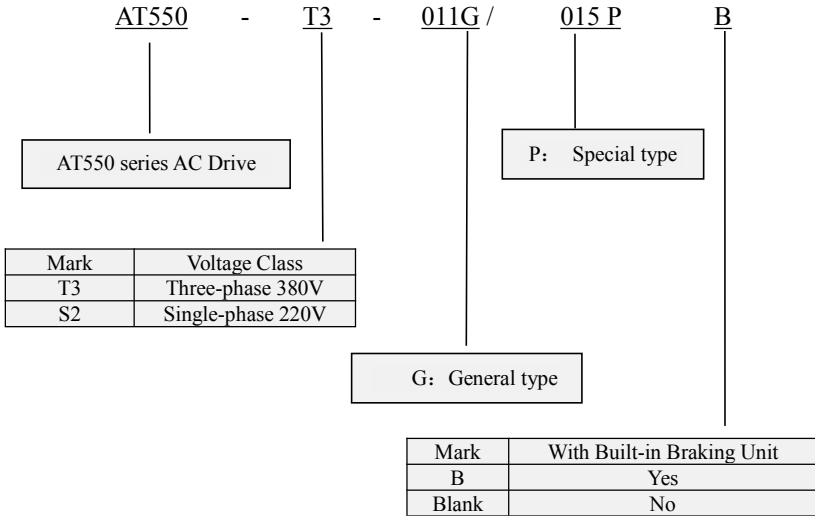 AT550 - T3 - 011G / 015 P B
P： Special type
AT550 series AC Drive
Mark Voltage Class
T3 Three-phase 380V
S2 Single-phase 220V
G：General type
Mark With Built-in Braking Unit
B Yes
Blank No